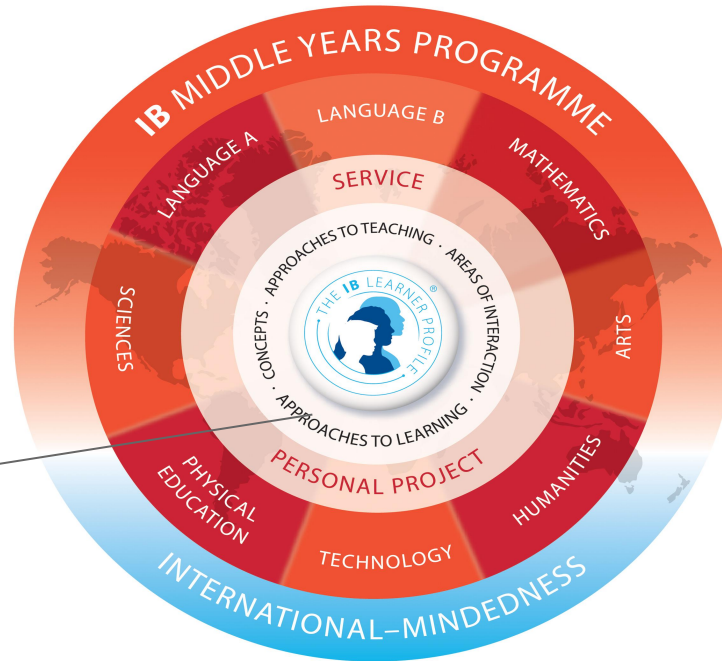 IB MIDDLE YEARS PROGRAMME
LANGUAGE B
LANGUAGE A
MATHEMATICS
SERVICE
APPROACHES TO TEACHING · AREAS OF INTERACTION · APPROACHES TO LEARNING · CONCEPTS ·
· THE IB LEARNER PROFILE ·®
SCIENCES
ARTS
PERSONAL PROJECT
PHYSICAL
EDUCATION
TECHNOLOGY
HUMANITIES
INTERNATIONAL–MINDEDNESS